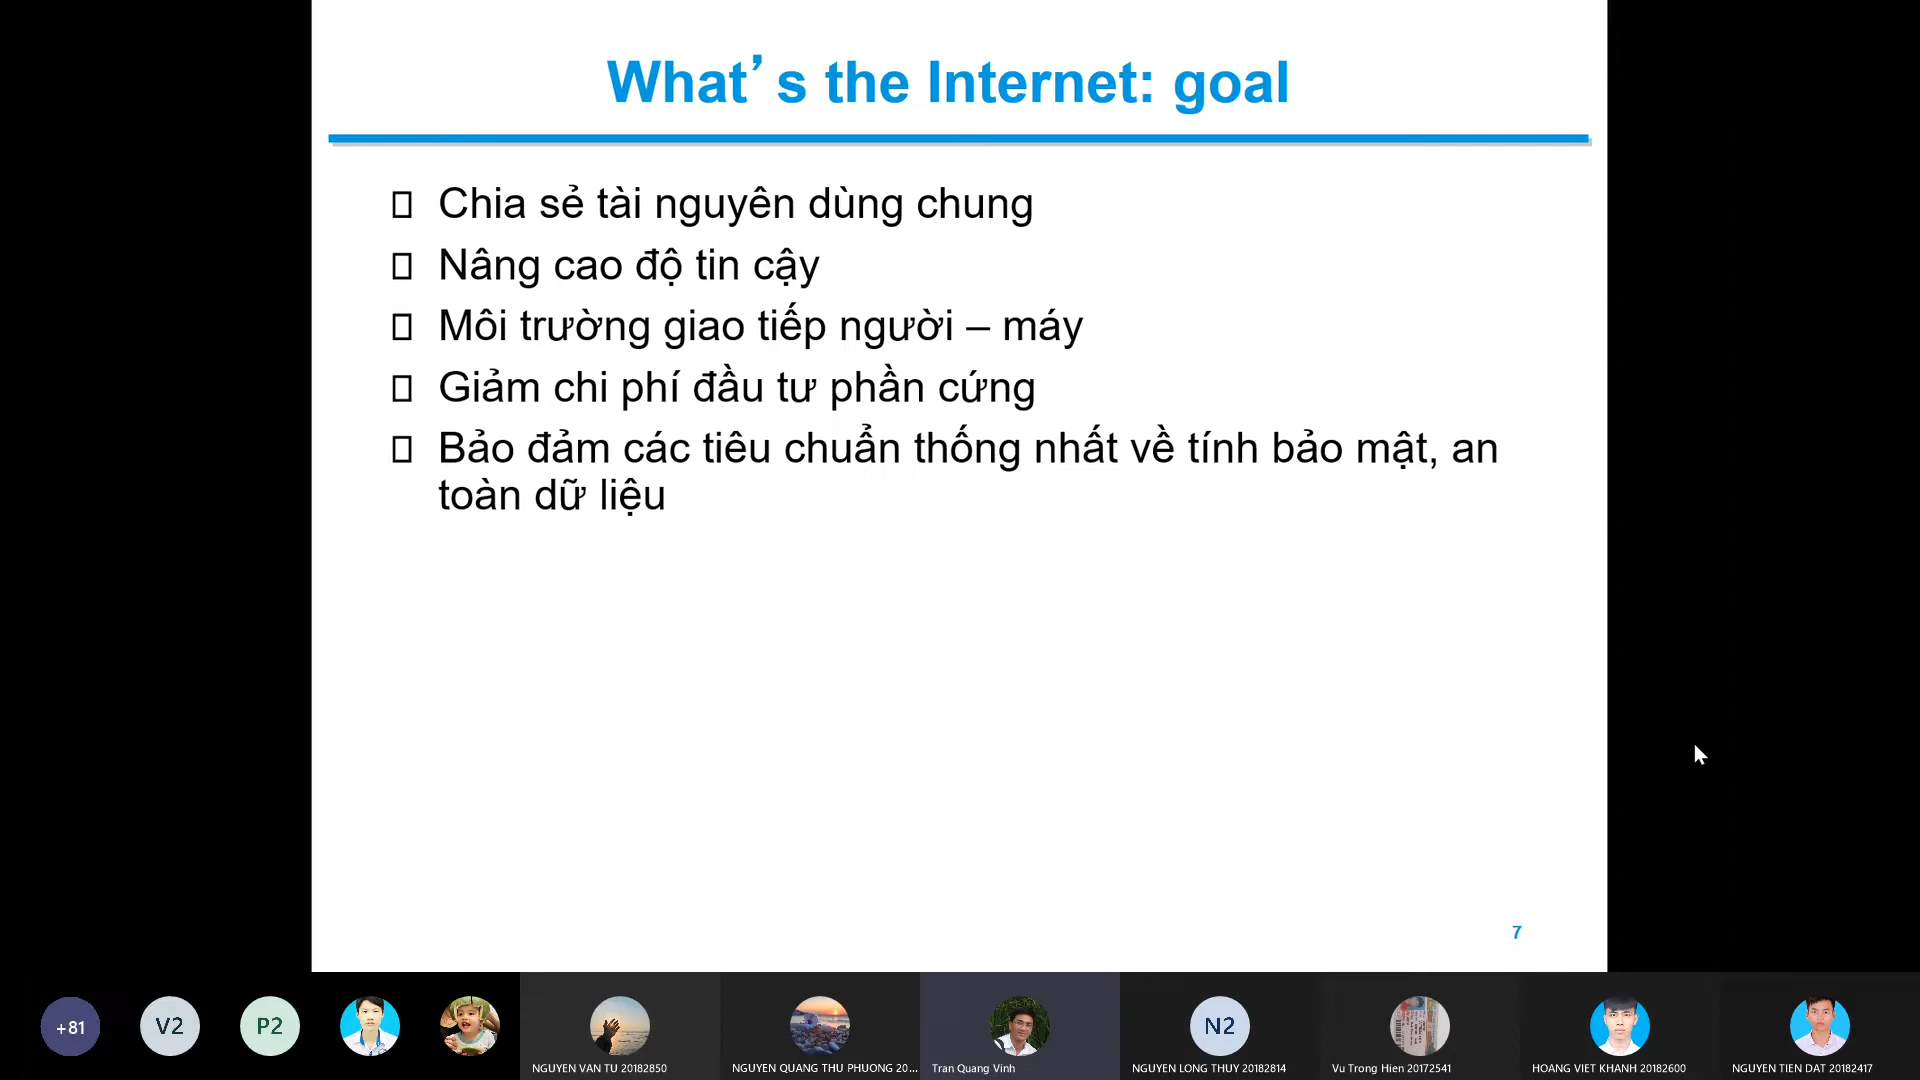 What’s the Internet: goal
Chia sẻ tài nguyên dùng chung
Nâng cao độ tin cậy
Môi trường giao tiếp người – máy
Giảm chi phí đầu tư phần cứng
Bảo đảm các tiêu chuẩn thống nhất về tính bảo mật, an
toàn dữ liệu
7
+81
V2
P2
N2
NGUYEN VAN TU 20182850
NGUYEN QUANG THU PHUONG 20...
Tran Quang Vinh
NGUYEN LONG THUY 20182814
Vu Trong Hien 20172541
HOANG VIET KHANH 20182600
NGUYEN TIEN DAT 20182417